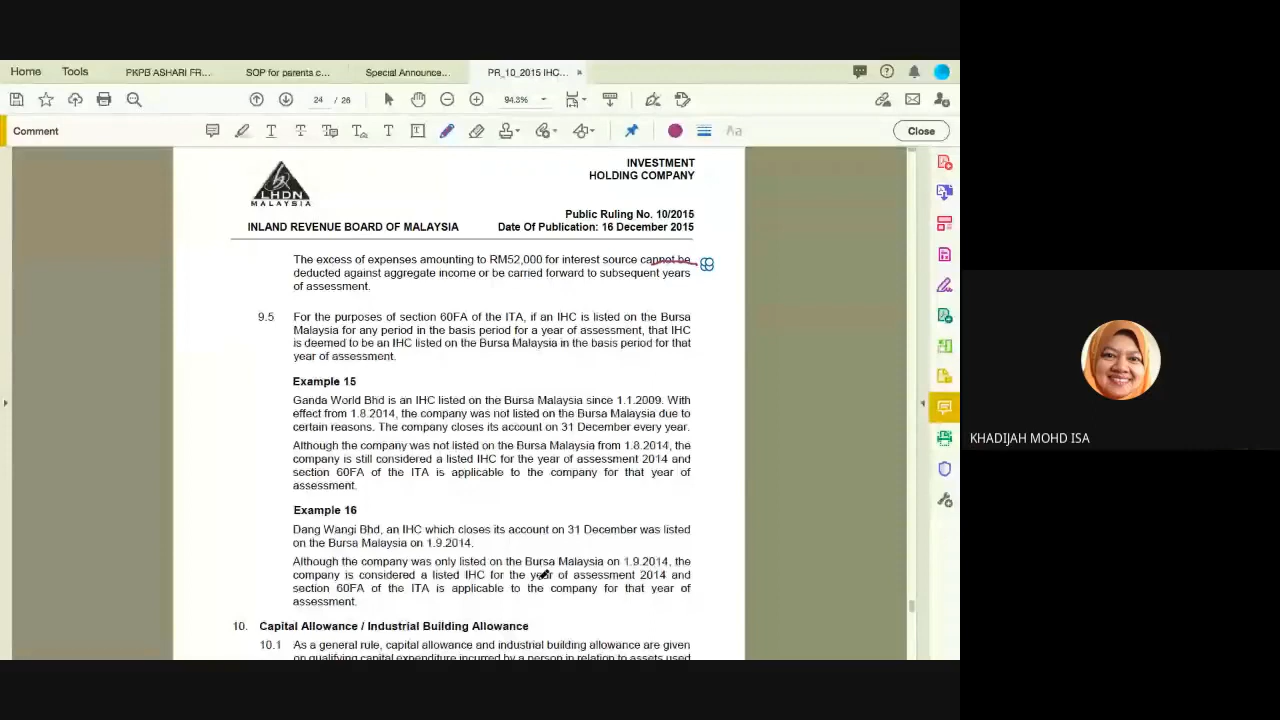 Home
Tools
PKPB ASHARI FR...
SOP for parents c...
Special Announce...
PR_10_2015 IHC...
24 / 26
94.3%
Comment
Close
LHDN
MALAYSIA
INVESTMENT
HOLDING COMPANY
Public Ruling No. 10/2015
INLAND REVENUE BOARD OF MALAYSIA
Date Of Publication: 16 December 2015
The excess of expenses amounting to RM52,000 for interest source cannot be
deducted against aggregate income or be carried forward to subsequent years
of assessment.
9.5 For the purposes of section 60FA of the ITA, if an IHC is listed on the Bursa
Malaysia for any period in the basis period for a year of assessment, that IHC
is deemed to be an IHC listed on the Bursa Malaysia in the basis period for that
year of assessment.
Example 15
Ganda World Bhd is an IHC listed on the Bursa Malaysia since 1.1.2009. With
effect from 1.8.2014, the company was not listed on the Bursa Malaysia due to
certain reasons. The company closes its account on 31 December every year.
Although the company was not listed on the Bursa Malaysia from 1.8.2014, the
company is still considered a listed IHC for the year of assessment 2014 and
section 60FA of the ITA is applicable to the company for that year of
assessment.
Example 16
Dang Wangi Bhd, an IHC which closes its account on 31 December was listed
on the Bursa Malaysia on 1.9.2014.
Although the company was only listed on the Bursa Malaysia on 1.9.2014, the
company is considered a listed IHC for the year of assessment 2014 and
section 60FA of the ITA is applicable to the company for that year of
assessment.
10. Capital Allowance / Industrial Building Allowance
10.1 As a general rule, capital allowance and industrial building allowance are given
on qualifying capital expenditure incurred by a person in relation to assets used
KHADIJAH MOHD ISA